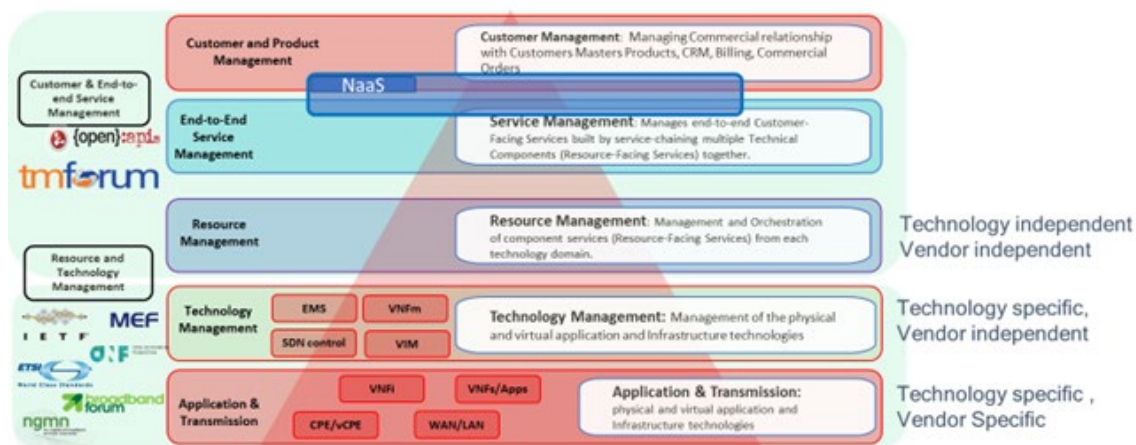 Customer and Product
Management
Customer Management: Managing Commercial relationship
with Customers Masters Products, CRM, Billing, Commercial
Orders
NaaS
Customer & End-to-
end Service
Management
{open}:apis
tmforum
End-to-End
Service
Management
Service Management: Manages end-to-end Customer-
Facing Services built by service-chaining multiple Technical
Components (Resource-Facing Services) together.
Resource
Management
Resource Management: Management and Orchestration
of component services (Resource-Facing Services) from each
technology domain.
Technology independent
Vendor independent
Resource and
Technology
Management
IETF
MEF
ONF
ETSI
World Class Standards
broadband
forum
ngmn
Technology
Management
EMS
VNFm
SDN control
VIM
Technology Management: Management of the physical
and virtual application and Infrastructure technologies
Technology specific,
Vendor independent
Application &
Transmission
VNFi
VNFs/Apps
CPE/vCPE
WAN/LAN
Application & Transmission:
physical and virtual application and
Infrastructure technologies
Technology specific ,
Vendor Specific